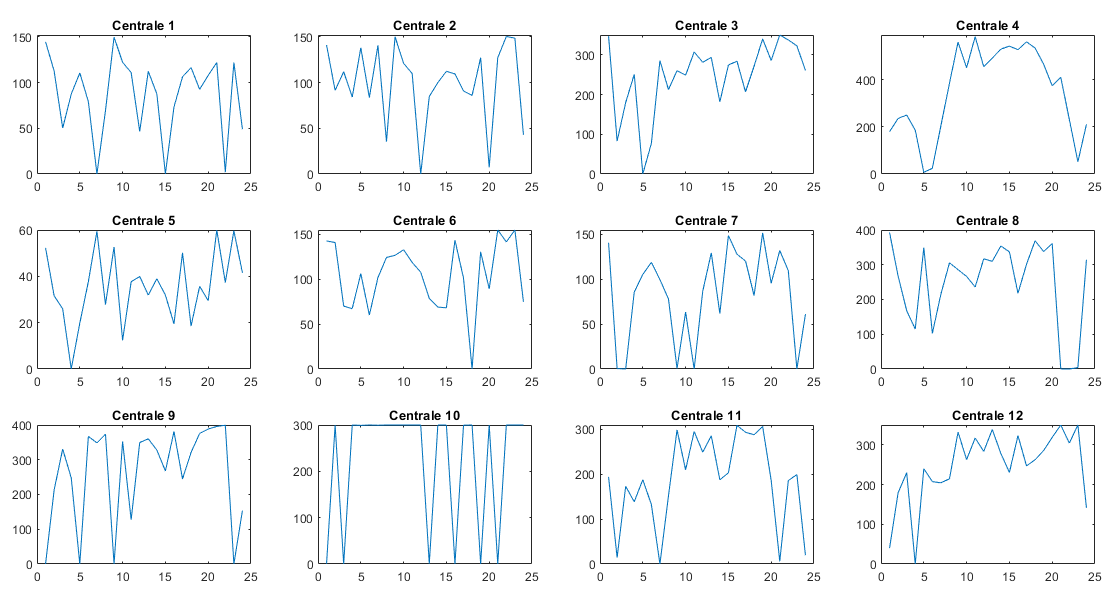 Centrale 1 Centrale 2 Centrale 3 Centrale 4
150 150
100 300 400
100 200
50 50 100 200
0 0 0 0
0 5 10 15 20 25 0 5 10 15 20 25 0 5 10 15 20 25 0 5 10 15 20 25
Centrale 5 Centrale 6 Centrale 7 Centrale 8
60 150 150 400
40 100 100 300
20 50 50 200
100
0 0 0 0
0 5 10 15 20 25 0 5 10 15 20 25 0 5 10 15 20 25 0 5 10 15 20 25
Centrale 9 Centrale 10 Centrale 11 Centrale 12
400 300 300 300
300 200 200 200
200 100 100 100
100
0 0 0 0
0 5 10 15 20 25 0 5 10 15 20 25 0 5 10 15 20 25 0 5 10 15 20 25